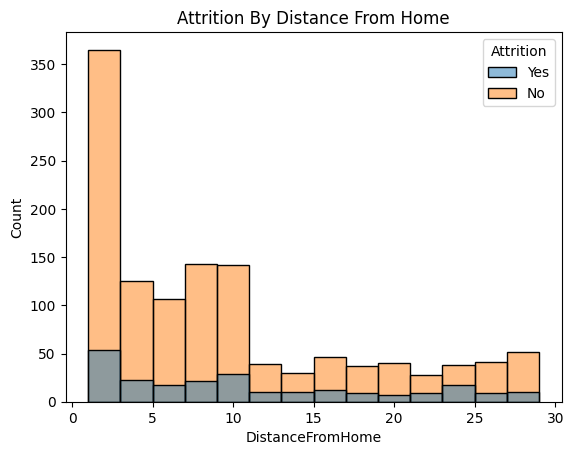 Attrition By Distance From Home
Attrition
Yes
No
Count
350
300
250
200
150
100
50
0
0 5 10 15 20 25 30
DistanceFromHome